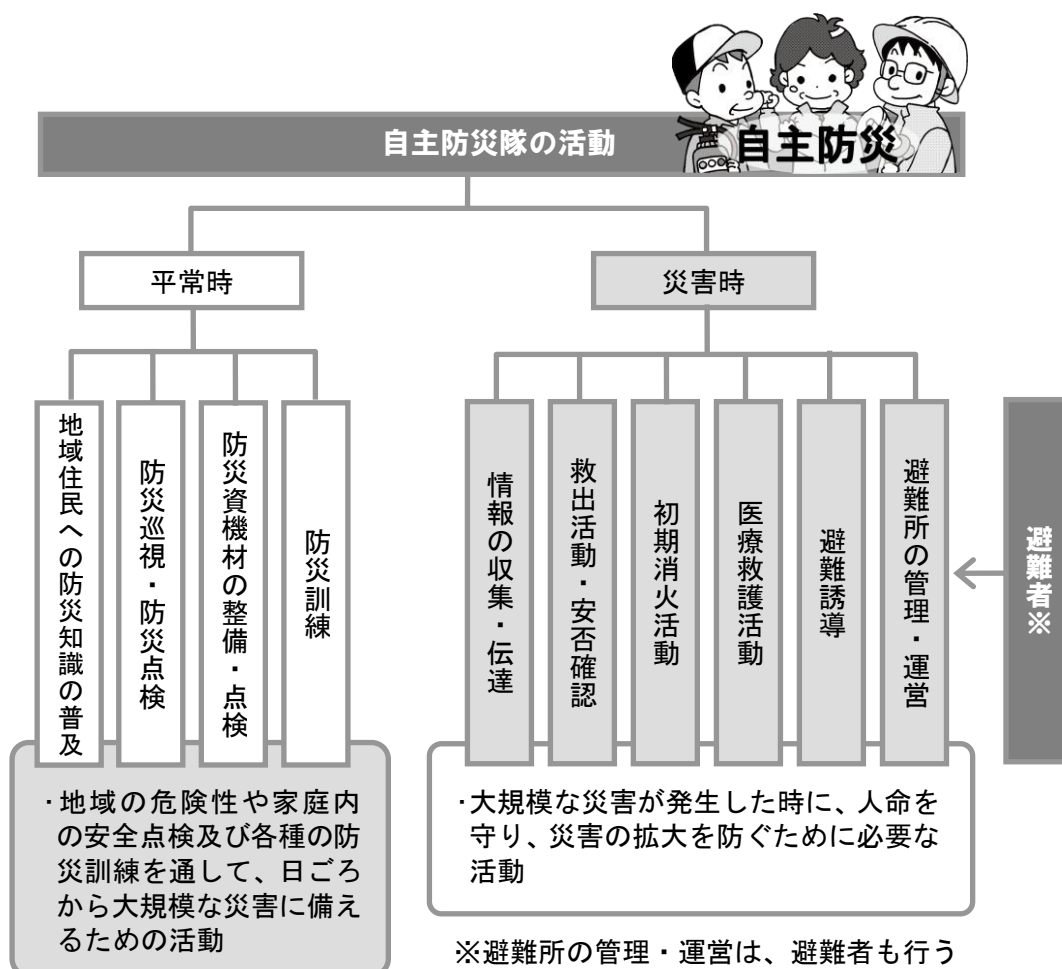 自主防災隊の活動
自主防災
平常時
災害時
地域住民への防災知識の普及
防災巡視・防災点検
防災資機材の整備・点検
防災訓練
情報の収集・伝達
救出活動・安否確認
初期消火活動
医療救護活動
避難誘導
避難所の管理・運営
避難者※
・地域の危険性や家庭内
の安全点検及び各種の防
災訓練を通して、日ごろ
から大規模な災害に備え
るための活動
・大規模な災害が発生した時に、人命を
守り、災害の拡大を防ぐために必要な
活動
※避難所の管理・運営は、避難者も行う